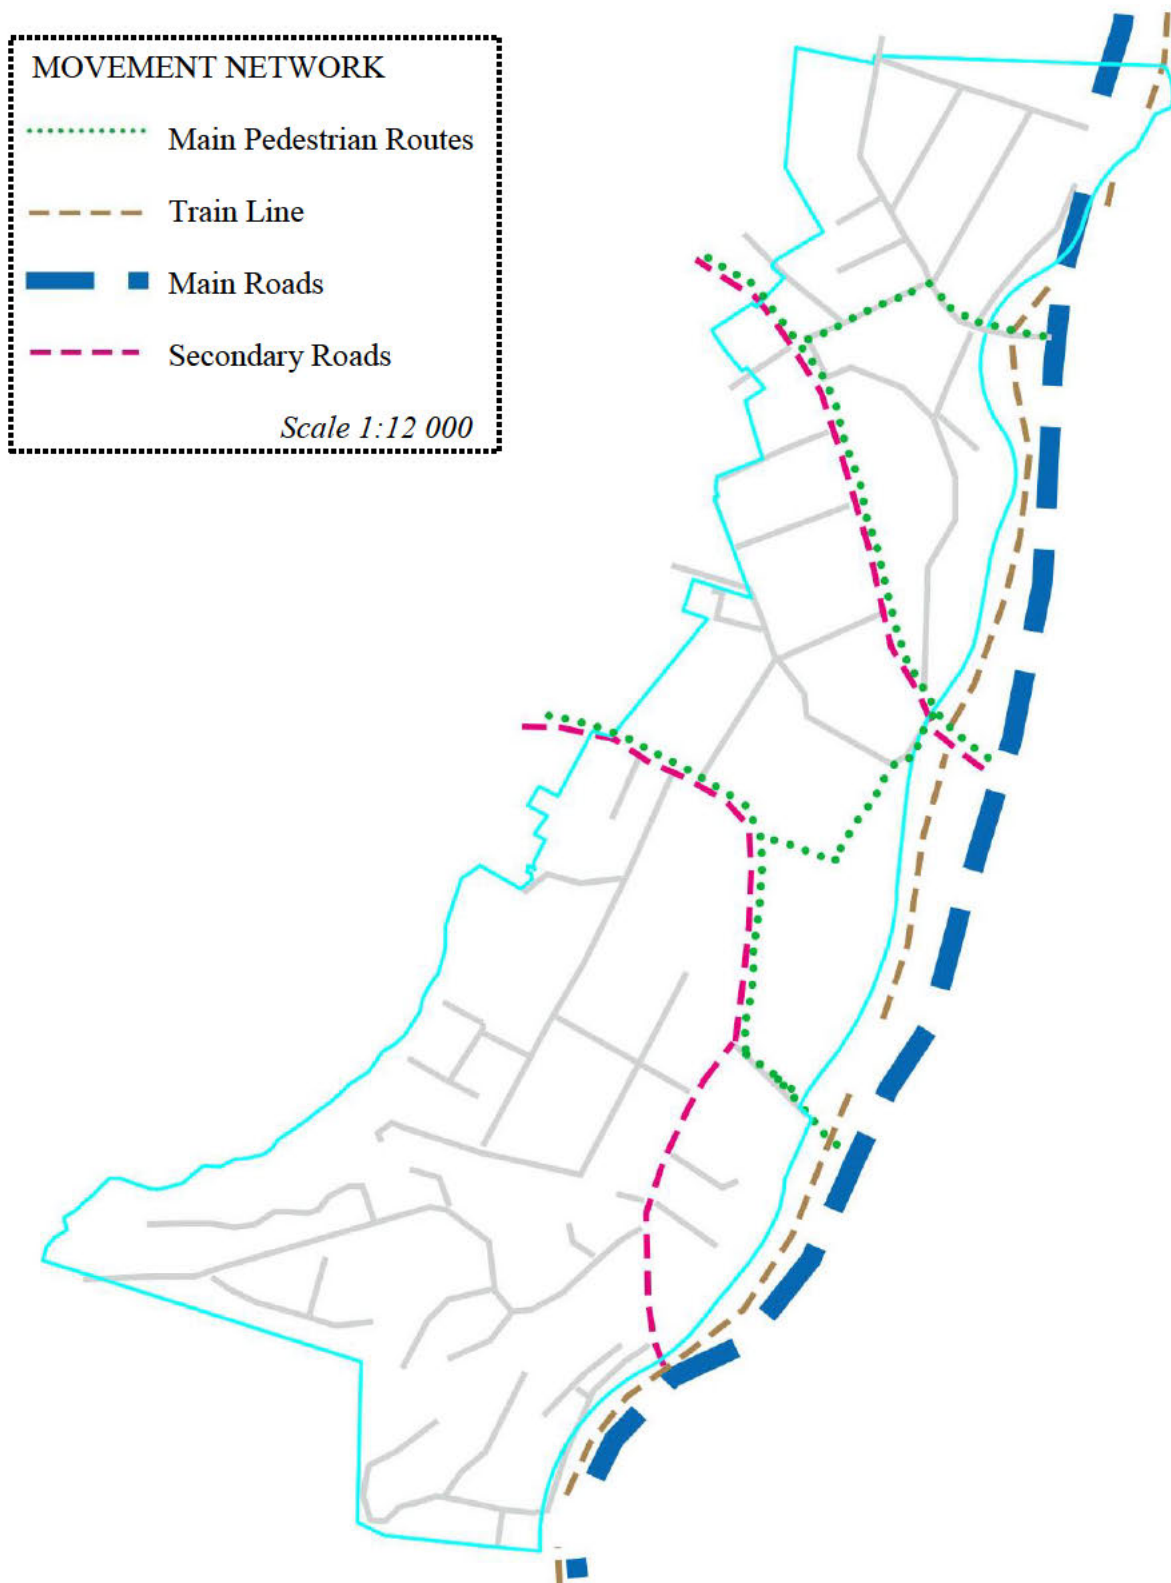 MOVEMENT NETWORK
Main Pedestrian Routes
Train Line
Main Roads
Secondary Roads
Scale 1:12 000